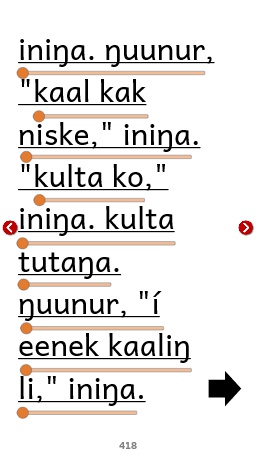 iniŋa. ŋuunur,
"kaal kak
niske," iniŋa.
"kulta ko,"
iniŋa. kulta
tutaŋa.
ŋuunur, "í
eenek kaaliŋ
li," iniŋa.
418